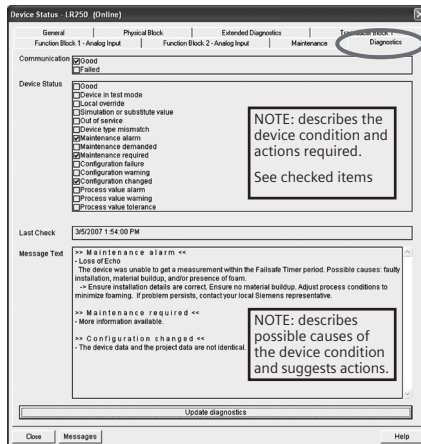 Device Status - LR250 (Online)
General Physical Block Extended Diagnostics Transducer Block 1
Function Block 1 - Analog Input Function Block 2 - Analog Input Maintenance Diagnostics
Communication
Good
Failed
Device Status
Good
Device in test mode
Local override
Simulation or substitute value
Out of service
Device type mismatch
Maintenance alarm
Maintenance demanded
Maintenance required
Configuration failure
Configuration warning
Configuration changed
Process value alarm
Process value warning
Process value tolerance
NOTE: describes the
device condition and
actions required.
See checked items
Last Check 3/5/2007 1:54:00 PM
Message Text
>> Maintenance alarm <<
- Loss of Echo
The device was unable to get a measurement within the Failsafe Timer period. Possible causes: faulty
installation, material buildup, and/or presence of foam.
-> Ensure installation details are correct. Ensure no material buildup. Adjust process conditions to
minimize foaming. If problem persists, contact your local Siemens representative.
>> Maintenance required <<
- More information available.
>> Configuration changed <<
- The device data and the project data are not identical.
NOTE: describes
possible causes of
the device condition
and suggests actions.
Update diagnostics
Close Messages Help